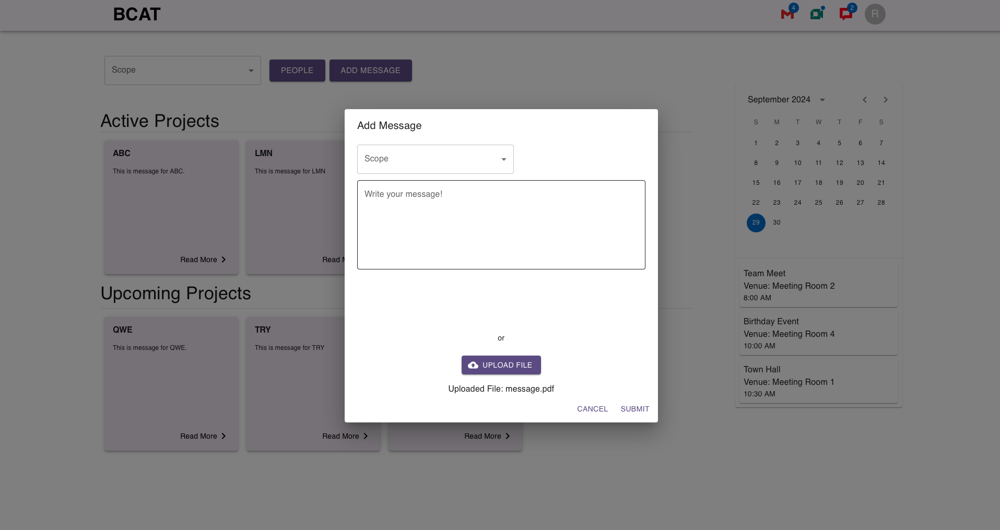 BCAT
4
2
R
Scope
PEOPLE
ADD MESSAGE
Active Projects
ABC
This is message for ABC.
Read More
LMN
This is message for LMN
Read
Upcoming Projects
QWE
This is message for QWE.
Read More
TRY
This is message for TRY
Read More
Read More
Add Message
Scope
Write your message!
or
UPLOAD FILE
Uploaded File: message.pdf
CANCEL SUBMIT
September 2024
S M T W T F S
1 2 3 4 5 6 7
8 9 10 11 12 13 14
15 16 17 18 19 20 21
22 23 24 25 26 27 28
29 30
Team Meet
Venue: Meeting Room 2
8:00 AM
Birthday Event
Venue: Meeting Room 4
10:00 AM
Town Hall
Venue: Meeting Room 1
10:30 AM